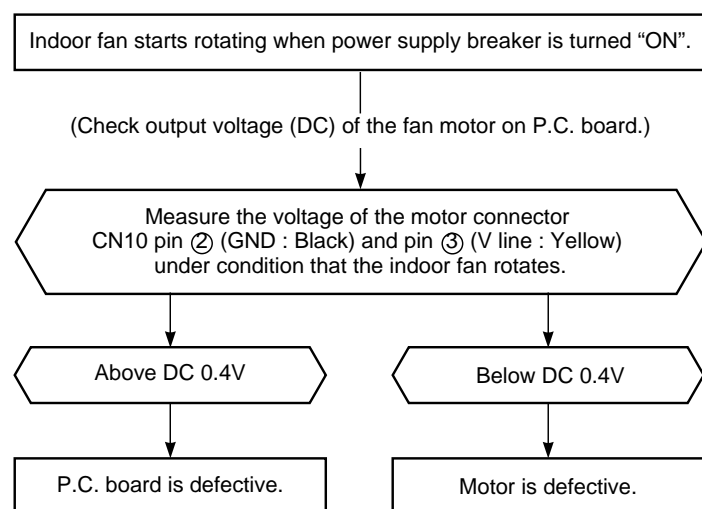 Indoor fan starts rotating when power supply breaker is turned “ON”.
(Check output voltage (DC) of the fan motor on P.C. board.)
Measure the voltage of the motor connector
CN10 pin ② (GND : Black) and pin ③ (V line : Yellow)
under condition that the indoor fan rotates.
Above DC 0.4V
Below DC 0.4V
P.C. board is defective.
Motor is defective.